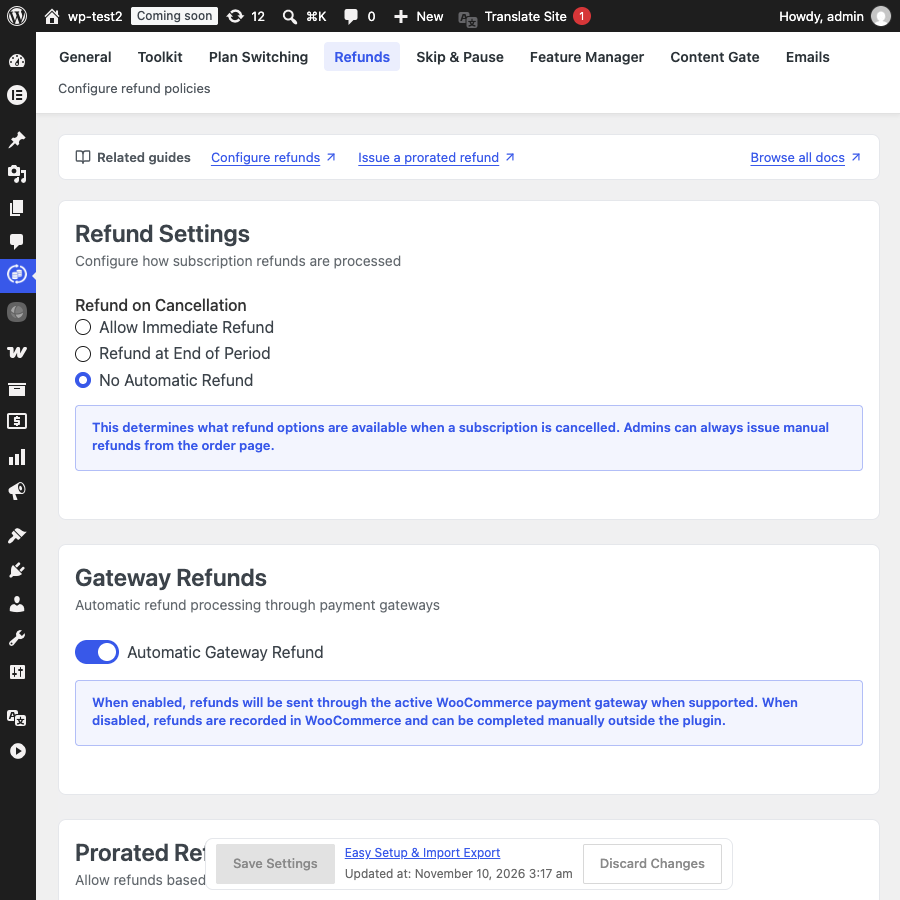 wp-test2
Coming soon
12
⌘K
0
New
Translate Site
1
Howdy, admin
General
Toolkit
Plan Switching
Refunds
Skip & Pause
Feature Manager
Content Gate
Emails
Configure refund policies
Related guides
Configure refunds
Issue a prorated refund
Browse all docs
Refund Settings
Configure how subscription refunds are processed
Refund on Cancellation
Allow Immediate Refund
Refund at End of Period
No Automatic Refund
This determines what refund options are available when a subscription is cancelled. Admins can always issue manual
refunds from the order page.
Gateway Refunds
Automatic refund processing through payment gateways
Automatic Gateway Refund
When enabled, refunds will be sent through the active WooCommerce payment gateway when supported. When
disabled, refunds are recorded in WooCommerce and can be completed manually outside the plugin.
Prorated
Allow refunds based
Save Settings
Easy Setup & Import Export
Updated at: November 10, 2026 3:17 am
Discard Changes